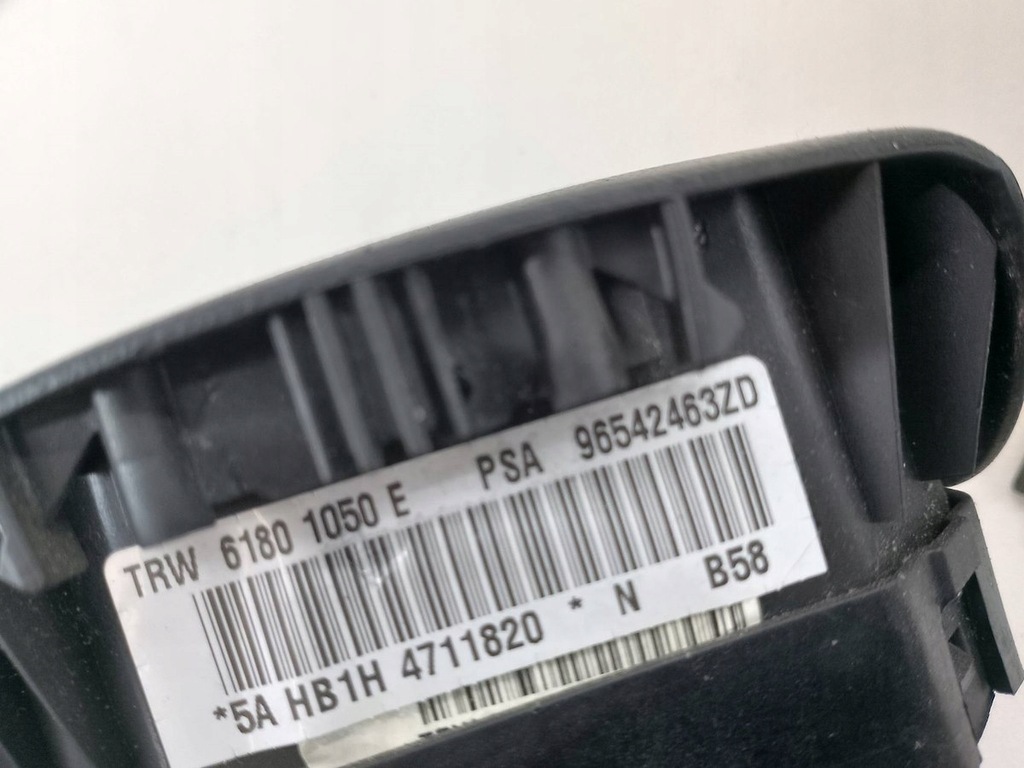 TRW 6180 1050 E PSA 96542463ZD
*5A HB1H 4711820 * N B58